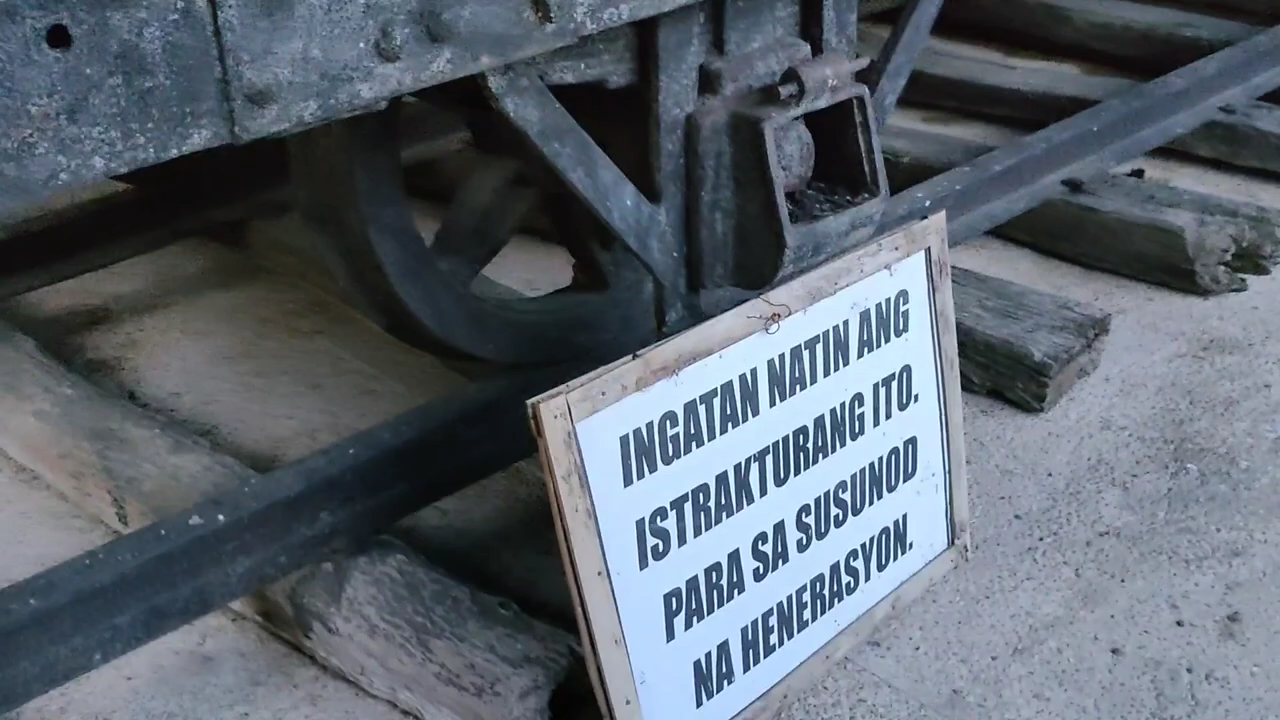 INGATAN NATIN ANG
ISTRAKTURANG ITO.
PARA SA SUSUNOD
NA HENERASYON.